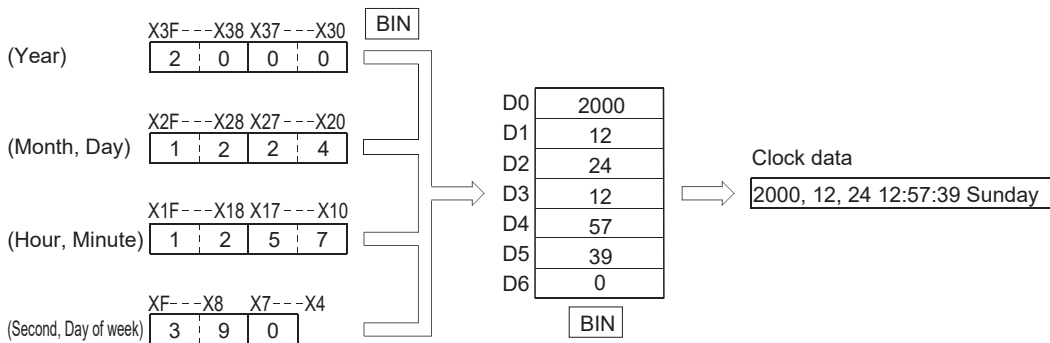 BIN
X3F---X38 X37---X30
(Year) 2 0 0 0
X2F---X28 X27---X20
(Month, Day) 1 2 2 4
X1F---X18 X17---X10
(Hour, Minute) 1 2 5 7
XF---X8 X7---X4
(Second, Day of week) 3 9 0
D0 2000
D1 12
D2 24
D3 12
D4 57
D5 39
D6 0
BIN
Clock data
2000, 12, 24 12:57:39 Sunday